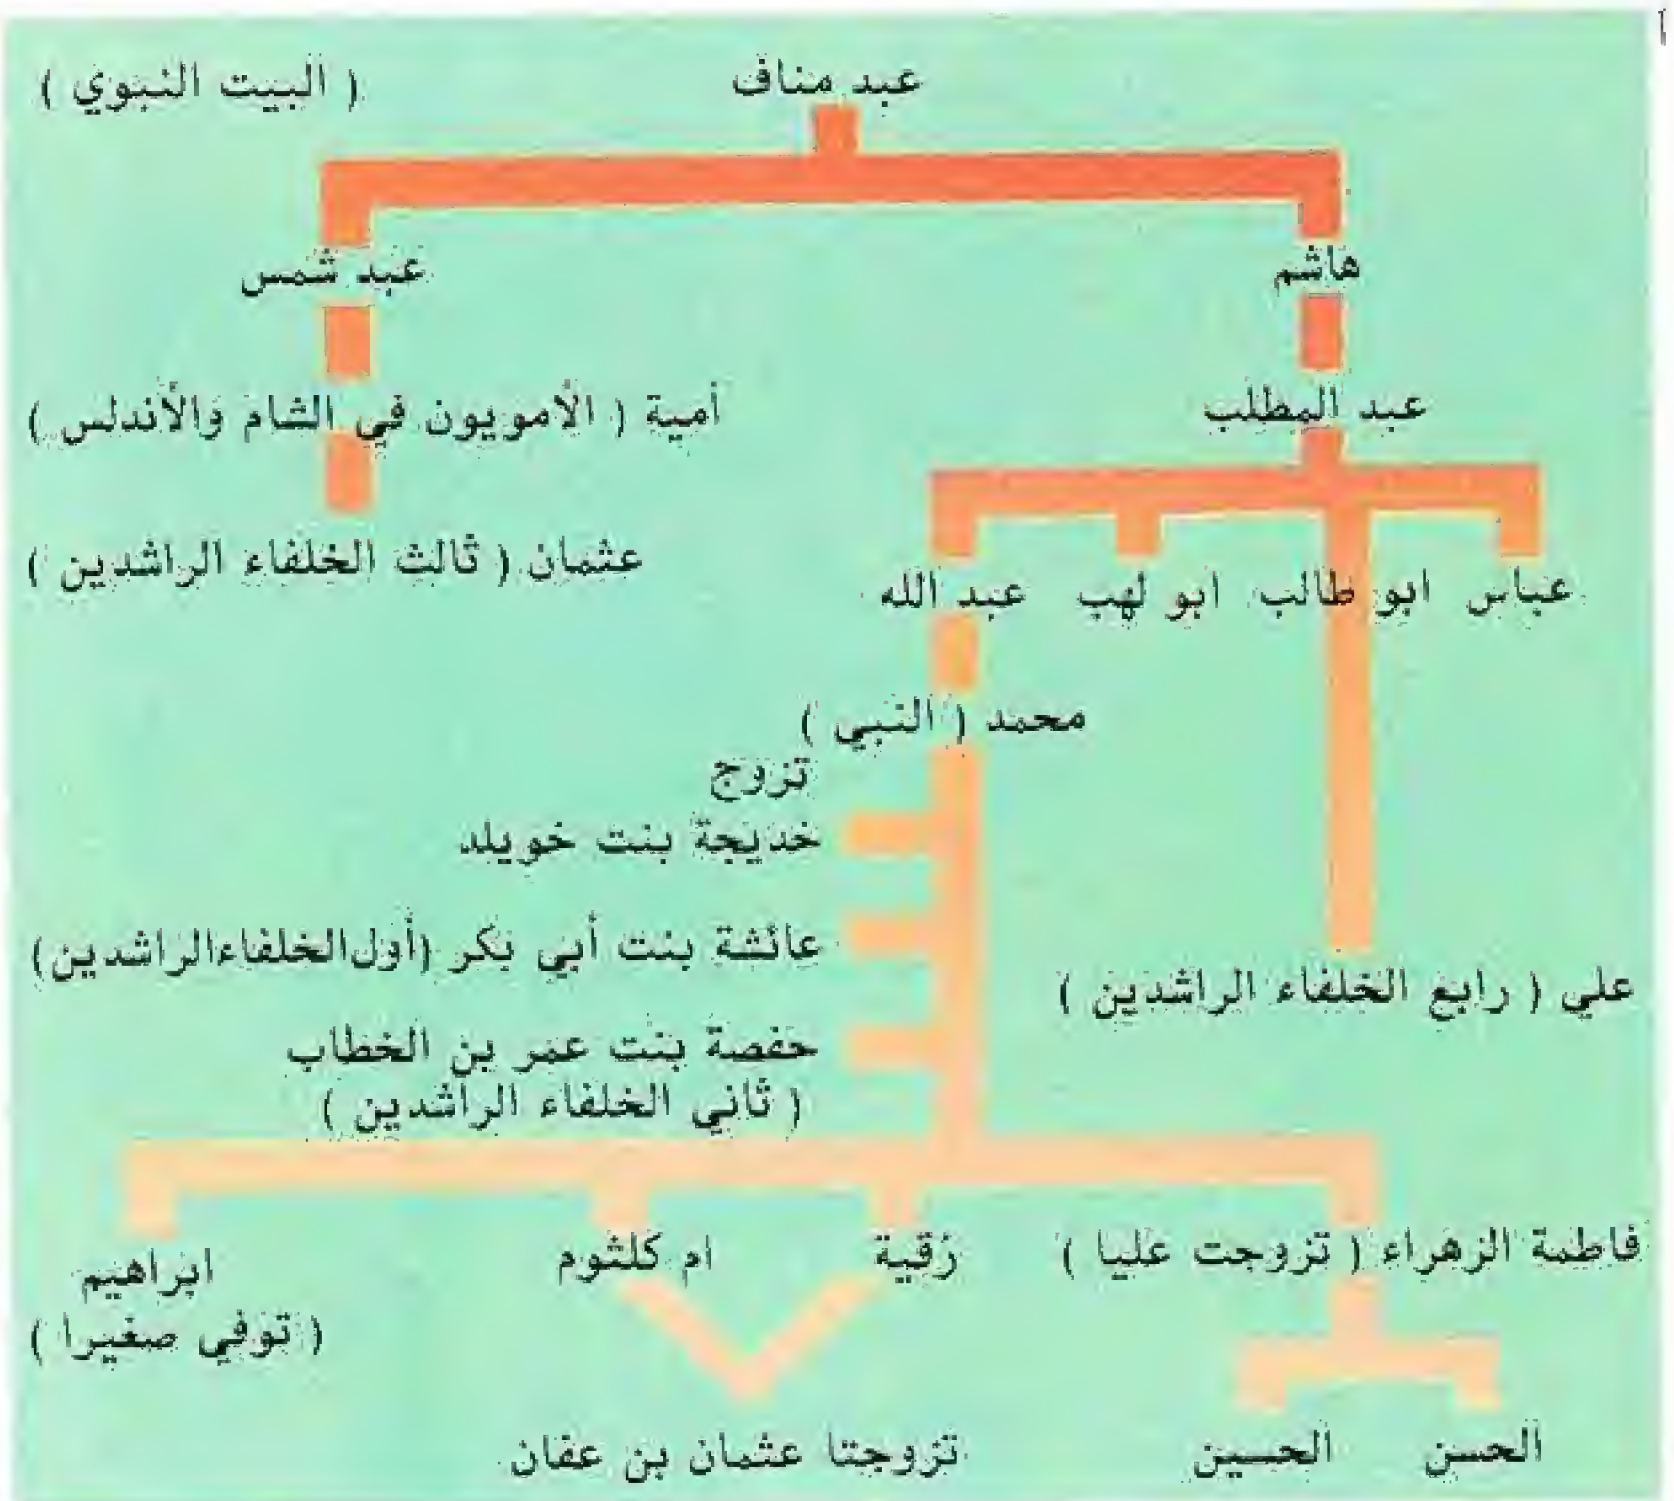 عبد مناف
( البيت النبوي )
هاشم
عبد شمس
عبد المطلب
أمية ( الأمويون في الشام والأندلس )
عثمان ( ثالث الخلفاء الراشدين )
عباس ابو طالب ابو لهب عبد الله
محمد ( النبي )
تزوج
خديجة بنت خويلد
عائشة بنت أبي بكر (أول الخلفاء الراشدين)
علي ( رابع الخلفاء الراشدين )
حفصة بنت عمر بن الخطاب
( ثاني الخلفاء الراشدين )
فاطمة الزهراء ( تزوجت عليا )
رقية
ام كلثوم
ابراهيم
( توفي صغيرا )
الحسن
الحسين
تزوجتا عثمان بن عفان